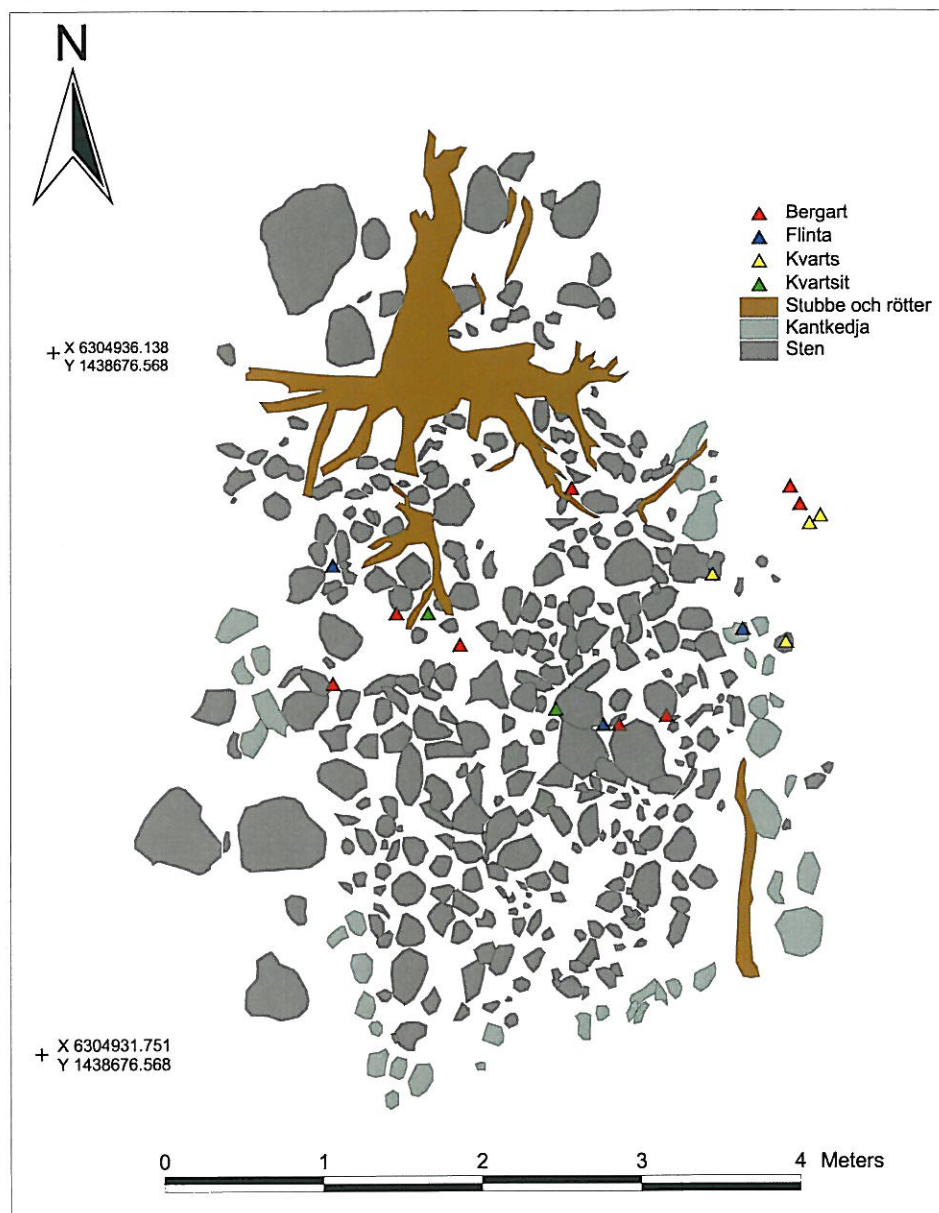 N
Bergart
Flinta
Kvarts
Kvartsit
Stubbe och rötter
Kantkedja
Sten
X 6304936.138
Y 1438676.568
X 6304931.751
Y 1438676.568
0 1 2 3 4 Meters